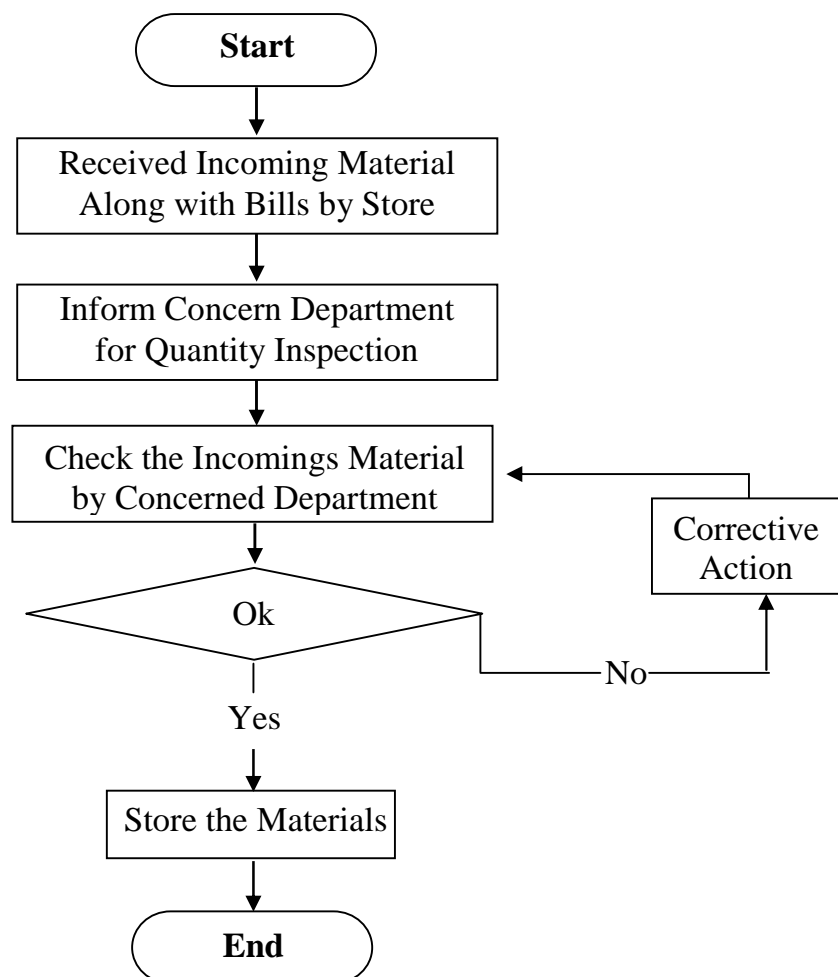 Start
Received Incoming Material
Along with Bills by Store
Inform Concern Department
for Quantity Inspection
Check the Incomings Material
by Concerned Department
Corrective
Action
Ok
No
Yes
Store the Materials
End